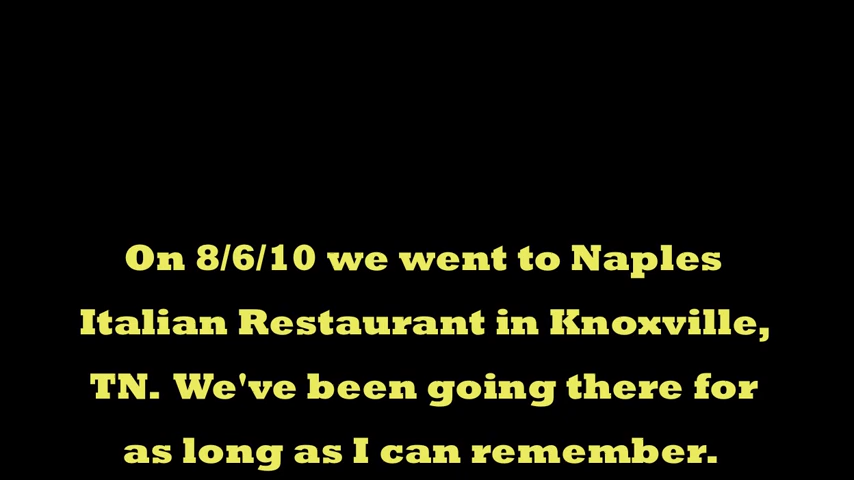 On 8/6/10 we went to Naples
Italian Restaurant in Knoxville,
TN. We've been going there for
as long as I can remember.